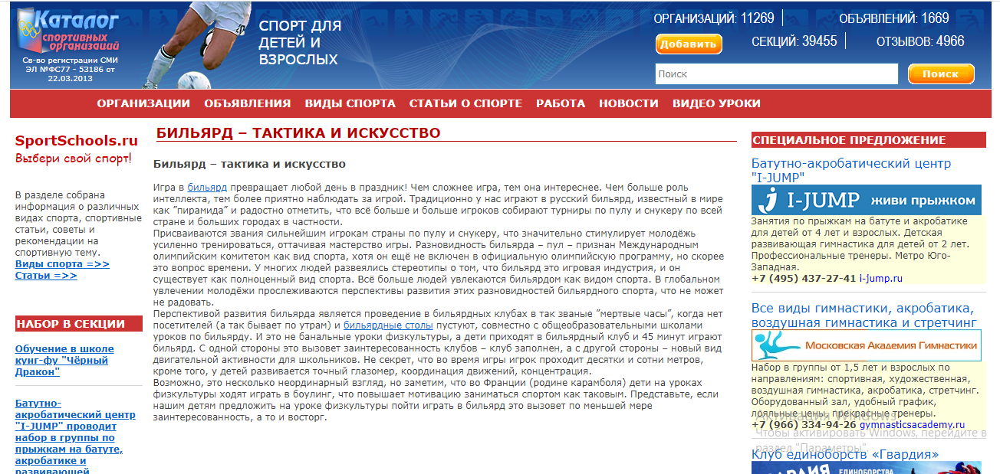 Каталог
спортивных
организаций
Св-во регистрации СМИ
ЭЛ №ФС77 - 53186 от
22.03.2013
СПОРТ ДЛЯ
ДЕТЕЙ И
ВЗРОСЛЫХ
ОРГАНИЗАЦИЙ: 11269
ОБЪЯВЛЕНИЙ: 1669
Добавить
СЕКЦИЙ: 39455
ОТЗЫВОВ: 4966
Поиск
Поиск
ОРГАНИЗАЦИИ ОБЪЯВЛЕНИЯ ВИДЫ СПОРТА СТАТЬИ О СПОРТЕ РАБОТА НОВОСТИ ВИДЕО УРОКИ
SportSchools.ru
Выбери свой спорт!
В разделе собрана
информация о различных
видах спорта, спортивные
статьи, советы и
рекомендации на
спортивную тему.
Виды спорта =>>
Статьи =>>
НАБОР В СЕКЦИИ
Обучение в школе
кунг-фу "Чёрный
Дракон"
Батутно-
акробатический центр
"I-JUMP" проводит
набор в группы по
прыжкам на батуте,
акробатике и
развивающей
БИЛЬЯРД – ТАКТИКА И ИСКУССТВО
Бильярд – тактика и искусство
Игра в бильярд превращает любой день в праздник! Чем сложнее игра, тем она интереснее. Чем больше роль
интеллекта, тем более приятно наблюдать за игрой. Традиционно у нас играют в русский бильярд, известный в мире
как ”пирамида” и радостно отметить, что всё больше и больше игроков собирают турниры по пулу и снукеру по всей
стране и больших городах в частности.
Присваиваются звания сильнейшим игрокам страны по пулу и снукеру, что значительно стимулирует молодёжь
усиленно тренироваться, оттачивая мастерство игры. Разновидность бильярда – пул – признан Международным
олимпийским комитетом как вид спорта, хотя он ещё не включен в официальную олимпийскую программу, но скорее
это вопрос времени. У многих людей развеялись стереотипы о том, что бильярд это игровая индустрия, и он
существует как полноценный вид спорта. Всё больше людей увлекаются бильярдом как видом спорта. В глобальном
увлечении молодёжи прослеживаются перспективы развития этих разновидностей бильярдного спорта, что не может
не радовать.
Перспективой развития бильярда является проведение в бильярдных клубах в так званые ”мертвые часы”, когда нет
посетителей (а так бывает по утрам) и бильярдные столы пустуют, совместно с общеобразовательными школами
уроков по бильярду. И это не банальные уроки физкультуры, а дети приходят в бильярдный клуб и 45 минут играют
бильярд. С одной стороны это вызовет заинтересованность клубов – клуб заполнен, а с другой стороны – новый вид
двигательной активности для школьников. Не секрет, что во время игры игрок проходит десятки и сотни метров,
кроме того, у детей развивается точный глазомер, координация движений, концентрация.
Возможно, это несколько неординарный взгляд, но заметим, что во Франции (родине карамбола) дети на уроках
физкультуры ходят играть в боулинг, что повышает мотивацию заниматься спортом как таковым. Представьте, если
нашим детям предложить на уроке физкультуры пойти играть в бильярд это вызовет по меньшей мере
заинтересованность, а то и восторг.
СПЕЦИАЛЬНОЕ ПРЕДЛОЖЕНИЕ
Батутно-акробатический центр
"I-JUMP"
I-JUMP живи прыжком
Занятия по прыжкам на батуте и акробатике
для детей от 4 лет и взрослых. Детская
развивающая гимнастика для детей от 2 лет.
Профессиональные тренеры. Метро Юго-
Западная.
+7 (495) 437-27-41 i-jump.ru
Все виды гимнастики, акробатика,
воздушная гимнастика и стретчинг
Московская Академия Гимнастики
Набор в группы от 1,5 лет и взрослых по
направлениям: спортивная, художественная,
воздушная гимнастика, акробатика, стретчинг.
Оборудованный зал, удобный график,
лояльные цены, прекрасные тренеры.
+7 (966) 334-94-26 gymnasticsacademy.ru
Активация Windows
Чтобы активировать Windows, перейдите в
раздел "Параметры".
Клуб единоборств «Гвардия»
ГВАРДИЯ ЕДИНОБОРСТВА